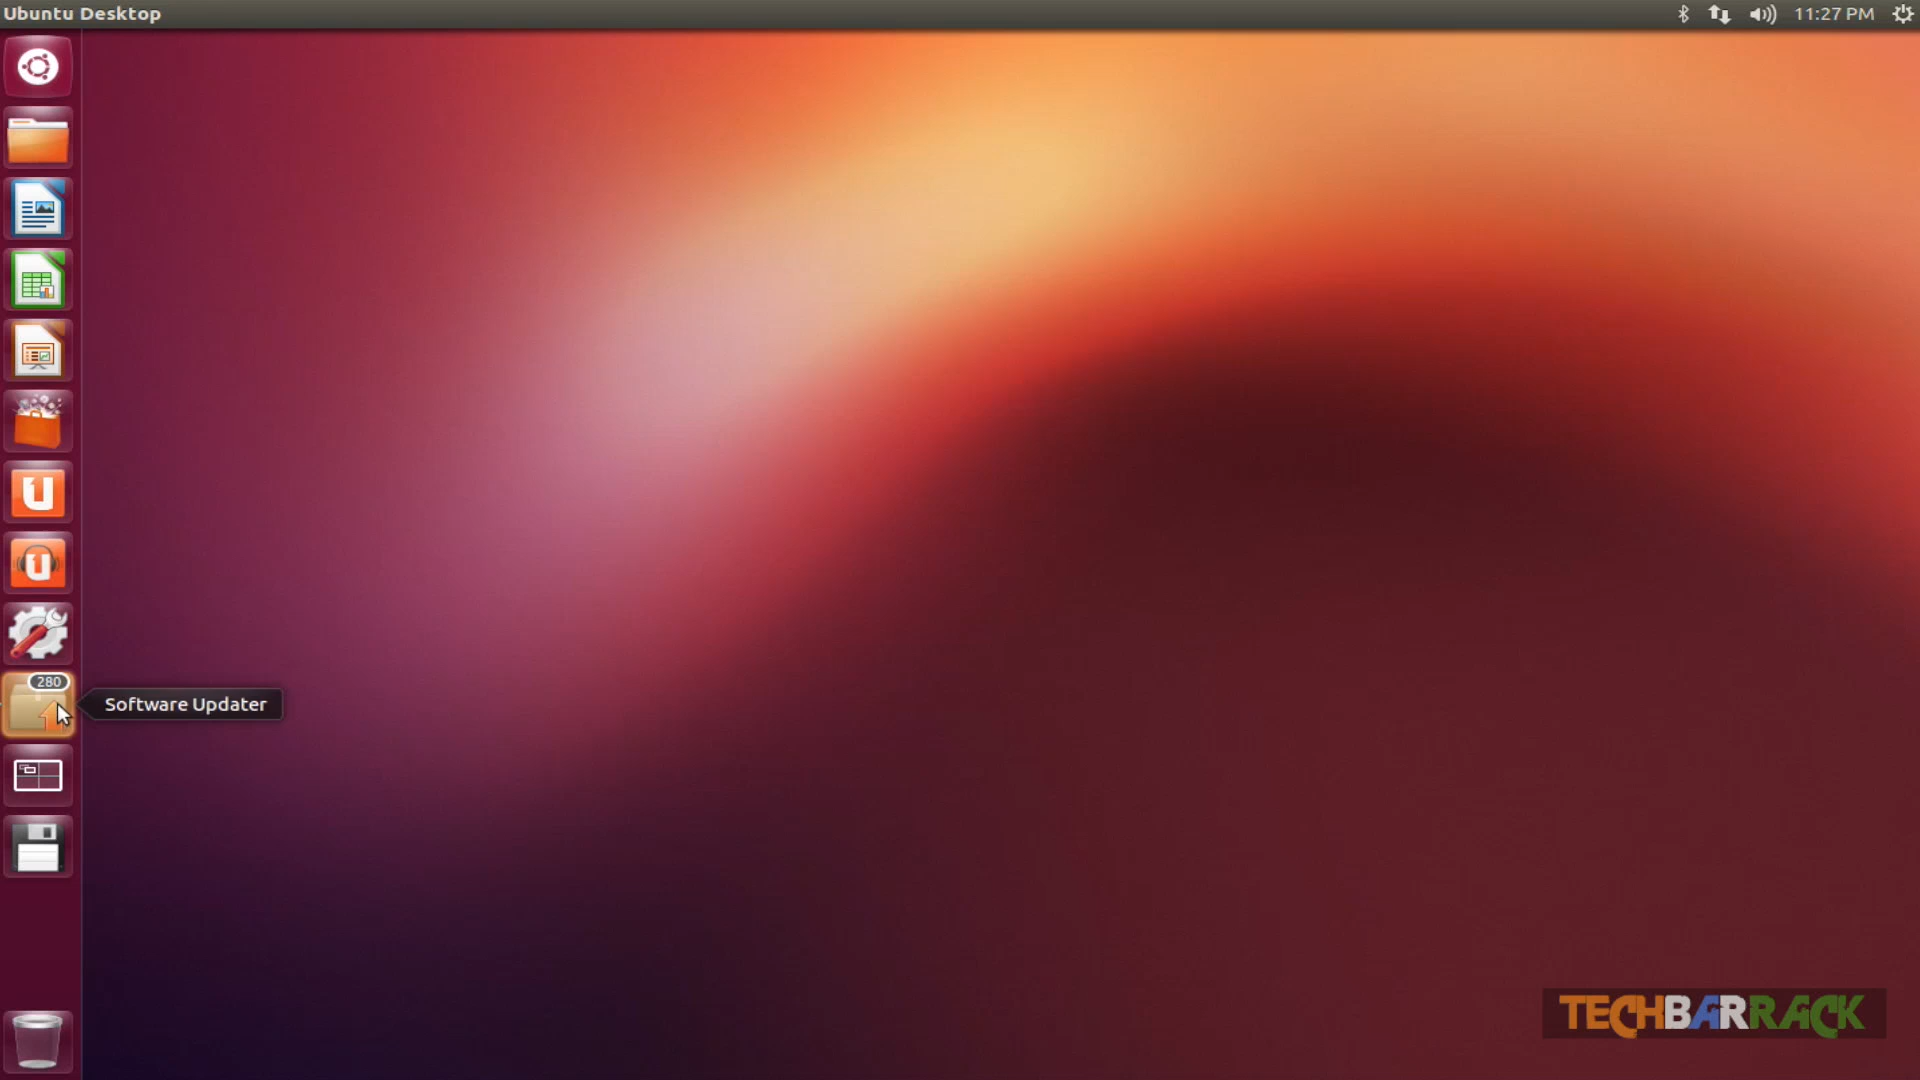 Ubuntu Desktop
11:27 PM
280
Software Updater
TECHBARRACK